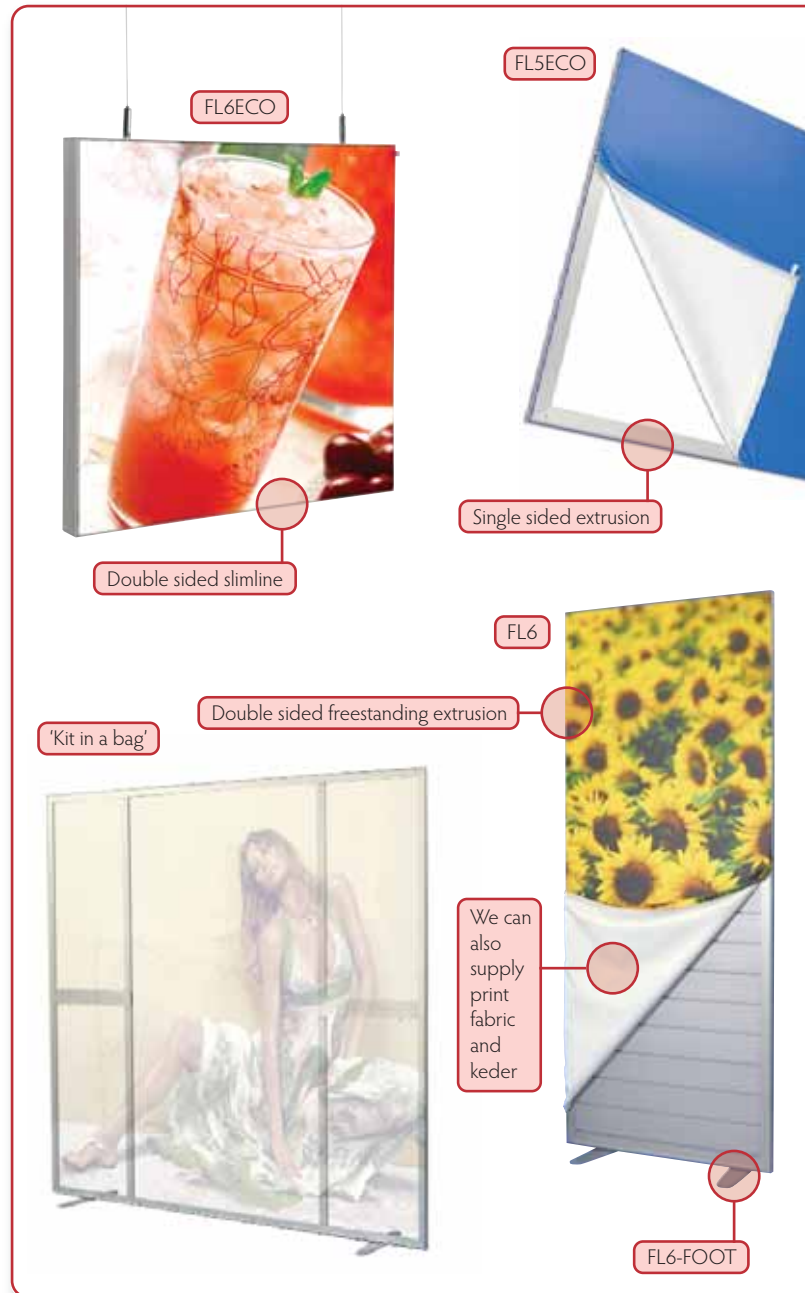 FL6ECO
FL5ECO
Single sided extrusion
Double sided slimline
FL6
Double sided freestanding extrusion
'Kit in a bag'
We can
also
supply
print
fabric
and
keder
FL6-FOOT